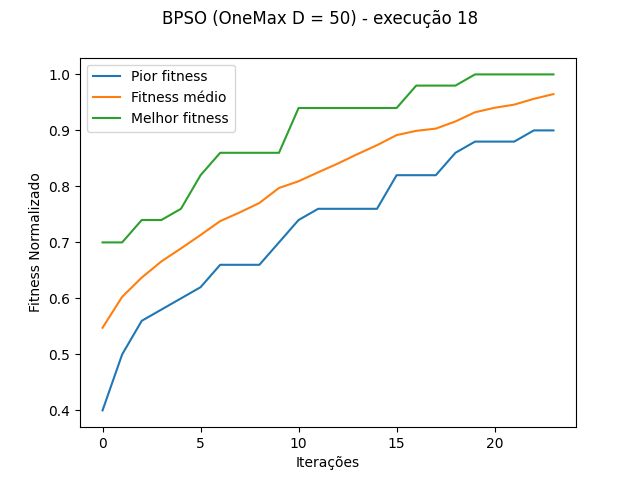 BPSO (OneMax D = 50) - execução 18
Pior fitness
Fitness médio
Melhor fitness
Fitness Normalizado
1.0
0.9
0.8
0.7
0.6
0.5
0.4
0 5 10 15 20
Iterações